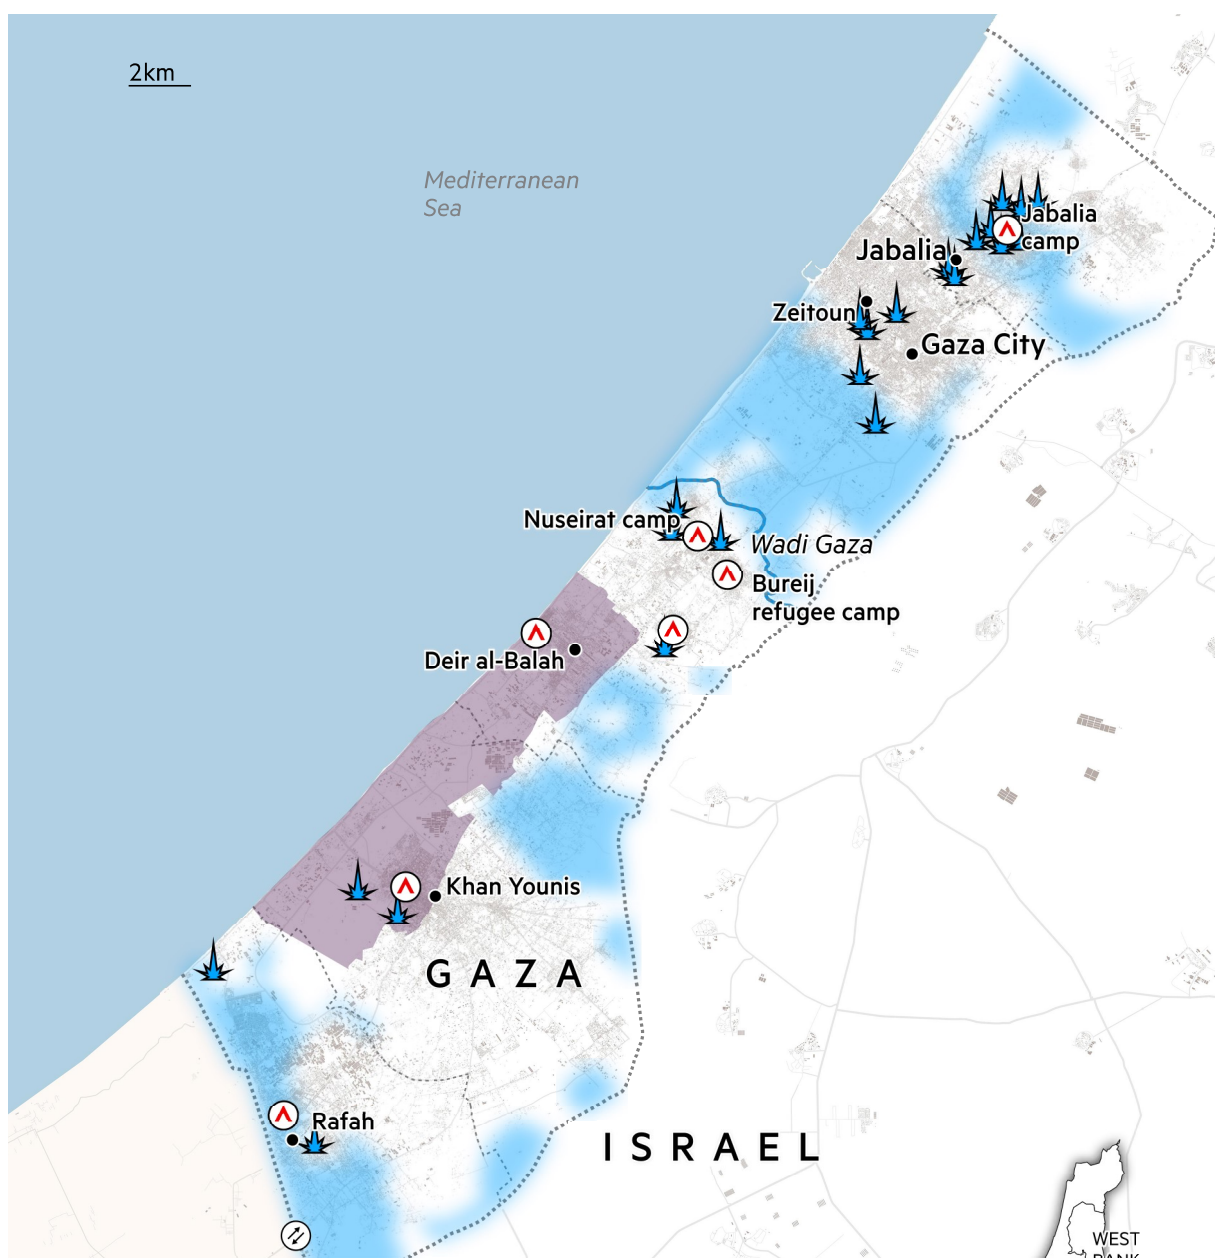 2km
Mediterranean
Sea
Jabalia
camp
Jabalia
Zeitoun
Gaza City
Nuseirat camp
Wadi Gaza
Bureij
refugee camp
Deir al-Balah
Khan Younis
GAZA
Rafah
ISRAEL
WEST
BANK